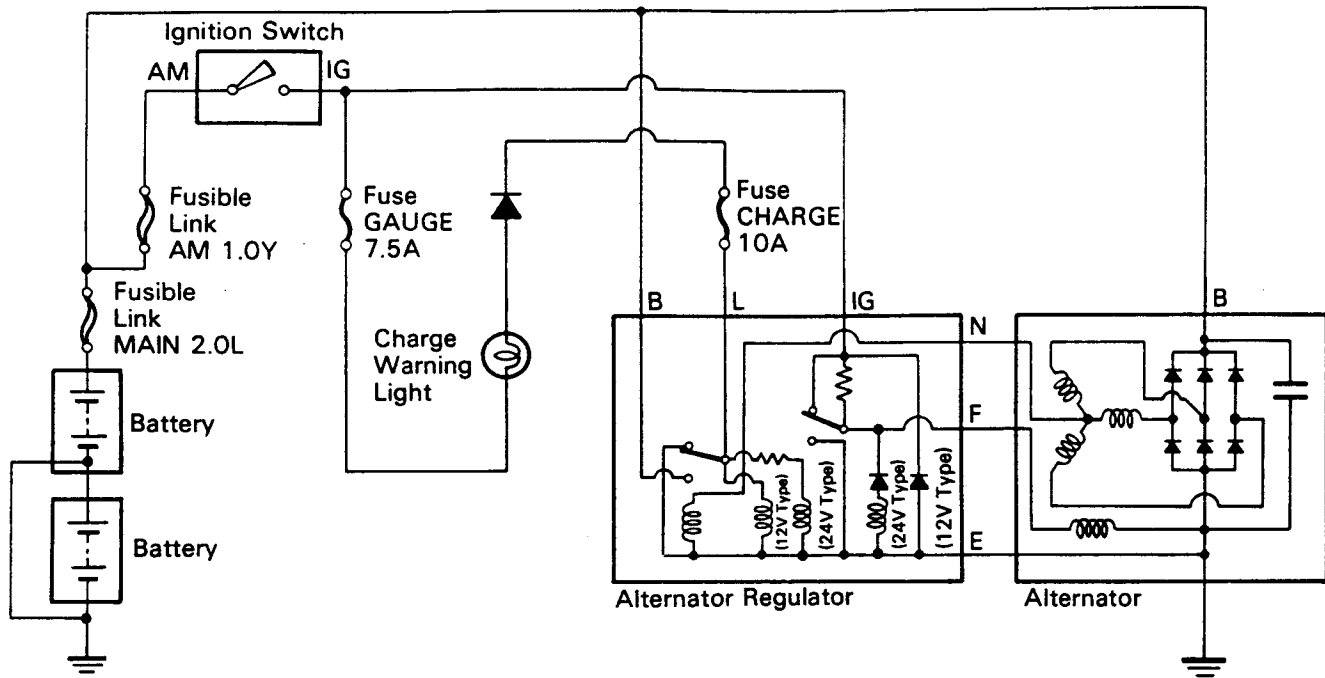 Ignition Switch
AM
IG
Fusible
Link
AM 1.0Y
Fuse
GAUGE
7.5A
Fuse
CHARGE
10A
Fusible
Link
MAIN 2.0L
Charge
Warning
Light
B
L
IG
N
B
F
E
Battery
Battery
(12V Type)
(24V Type)
(24V Type)
(12V Type)
Alternator Regulator
Alternator